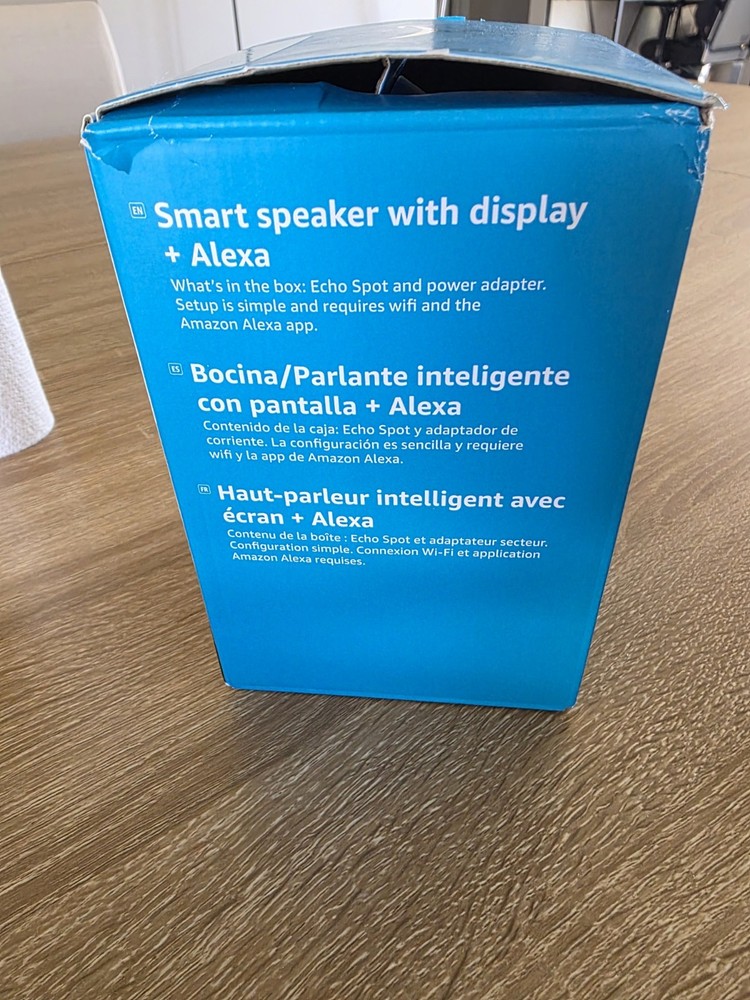 EN Smart speaker with display
+ Alexa
What's in the box: Echo Spot and power adapter.
Setup is simple and requires wifi and the
Amazon Alexa app.
ES Bocina/Parlante inteligente
con pantalla + Alexa
Contenido de la caja: Echo Spot y adaptador de
corriente. La configuración es sencilla y requiere
wifi y la app de Amazon Alexa.
FR Haut-parleur intelligent avec
écran + Alexa
Contenu de la boîte : Echo Spot et adaptateur secteur.
Configuration simple. Connexion Wi-Fi et application
Amazon Alexa requises.